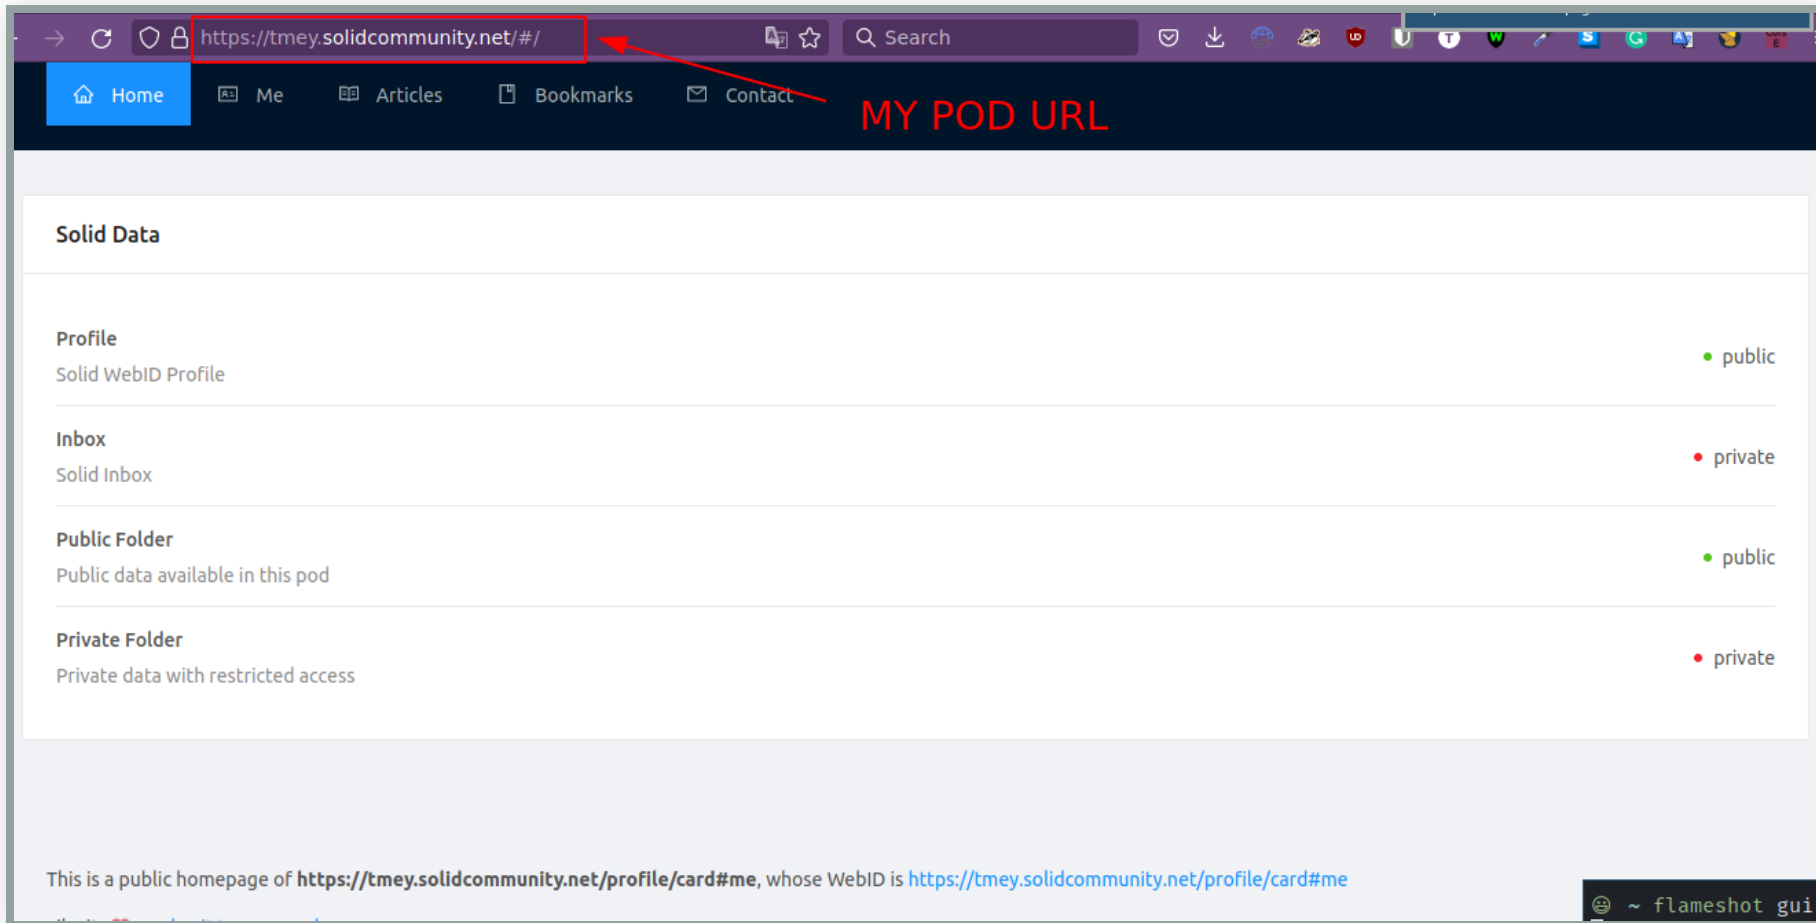 https://tmey.solidcommunity.net/#/ Search
Home Me Articles Bookmarks Contact
MY POD URL
Solid Data
Profile
Solid WebID Profile
public
Inbox
Solid Inbox
private
Public Folder
Public data available in this pod
public
Private Folder
Private data with restricted access
private
This is a public homepage of https://tmey.solidcommunity.net/profile/card#me, whose WebID is https://tmey.solidcommunity.net/profile/card#me
~ flameshot gui